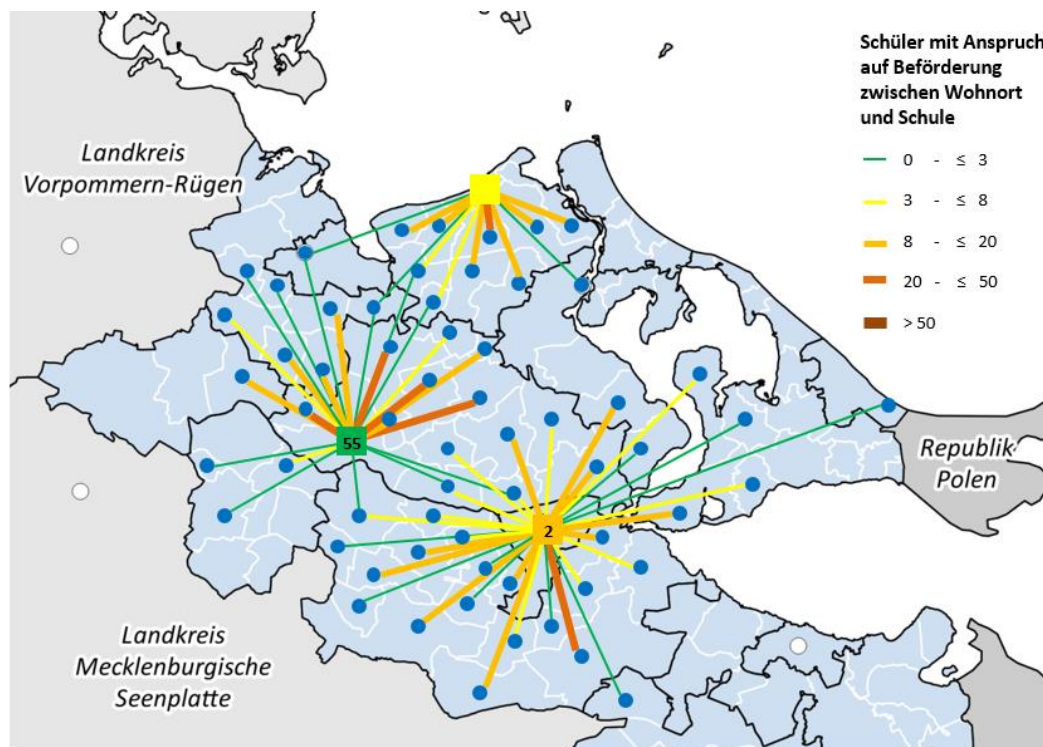 Schüler mit Anspruch
auf Beförderung
zwischen Wohnort
und Schule
0 - ≤ 3
3 - ≤ 8
8 - ≤ 20
20 - ≤ 50
> 50
Landkreis
Vorpommern-Rügen
55
Republik
Polen
2
Landkreis
Mecklenburgische
Seenplatte